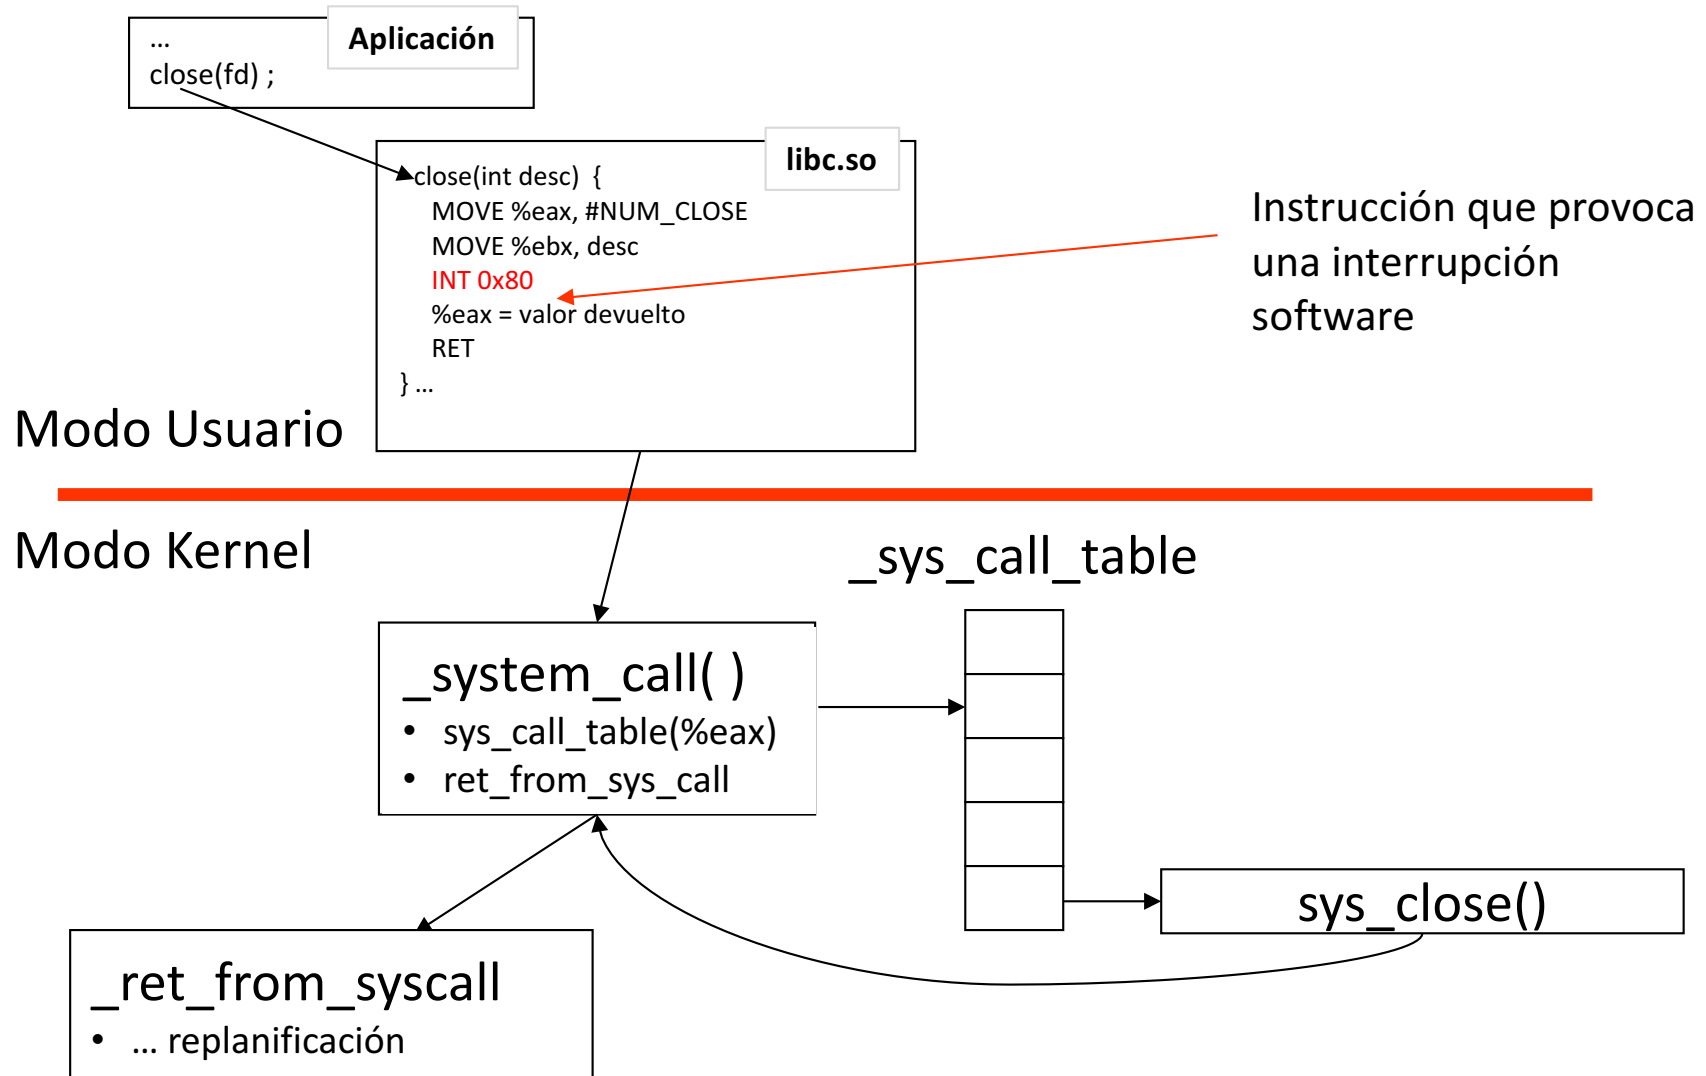 Aplicación
...
close(fd) ;
libc.so
close(int desc) {
MOVE %eax, #NUM_CLOSE
MOVE %ebx, desc
INT 0x80
%eax = valor devuelto
RET
} ...
Instrucción que provoca
una interrupción
software
Modo Usuario
Modo Kernel
_sys_call_table
_system_call( )
• sys_call_table(%eax)
• ret_from_sys_call
sys_close()
_ret_from_syscall
• ... replanificación